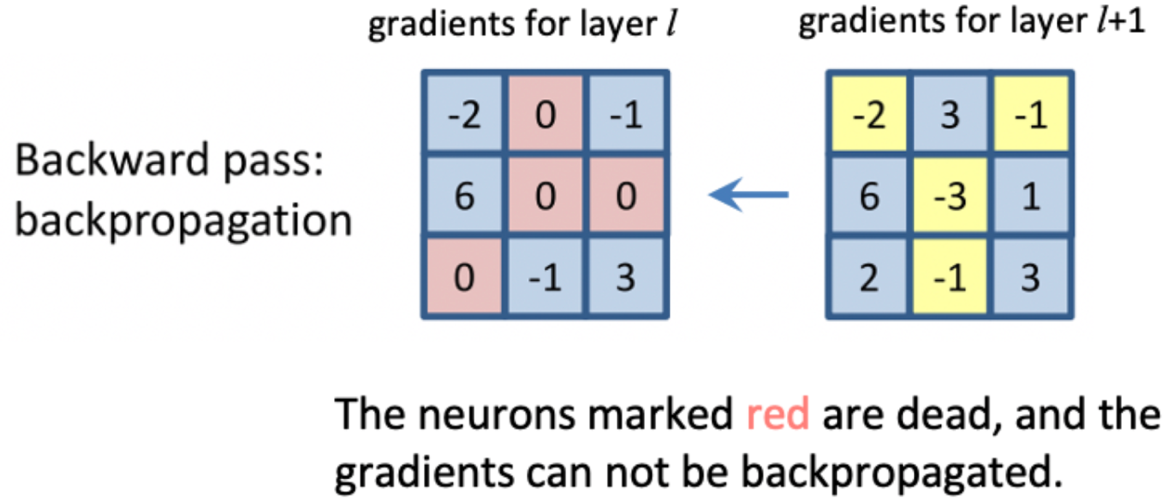 gradients for layer l
gradients for layer l+1
-2 0 -1
-2 3 -1
Backward pass:
backpropagation
6 0 0
6 -3 1
0 -1 3
2 -1 3
The neurons marked red are dead, and the
gradients can not be backpropagated.